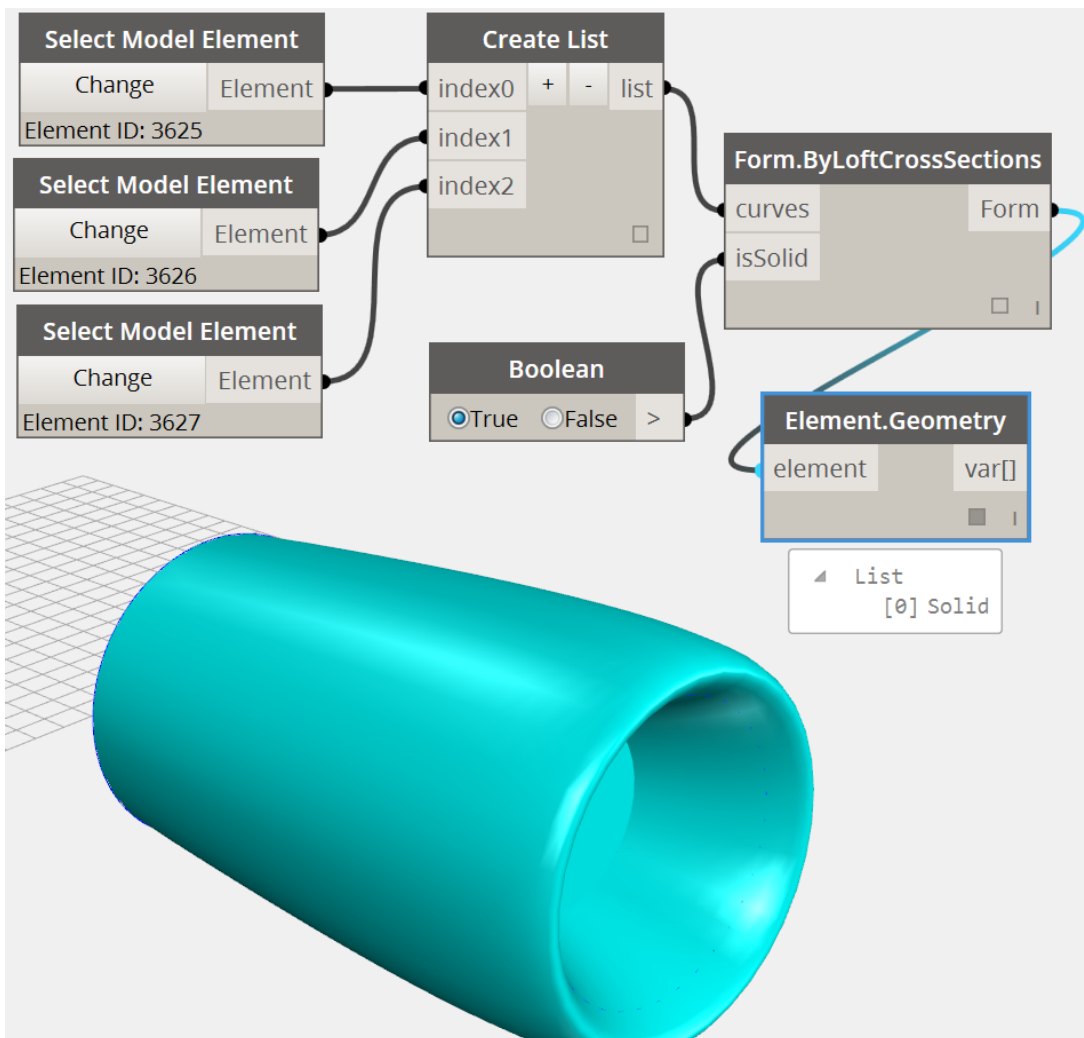 Select Model Element
Change
Element
Element ID: 3625
Select Model Element
Change
Element
Element ID: 3626
Select Model Element
Change
Element
Element ID: 3627
Create List
index0 + - list
index1
index2
Boolean
True False >
Form.ByLoftCrossSections
curves Form
isSolid
l
Element.Geometry
element var[]
l
List
[0] Solid